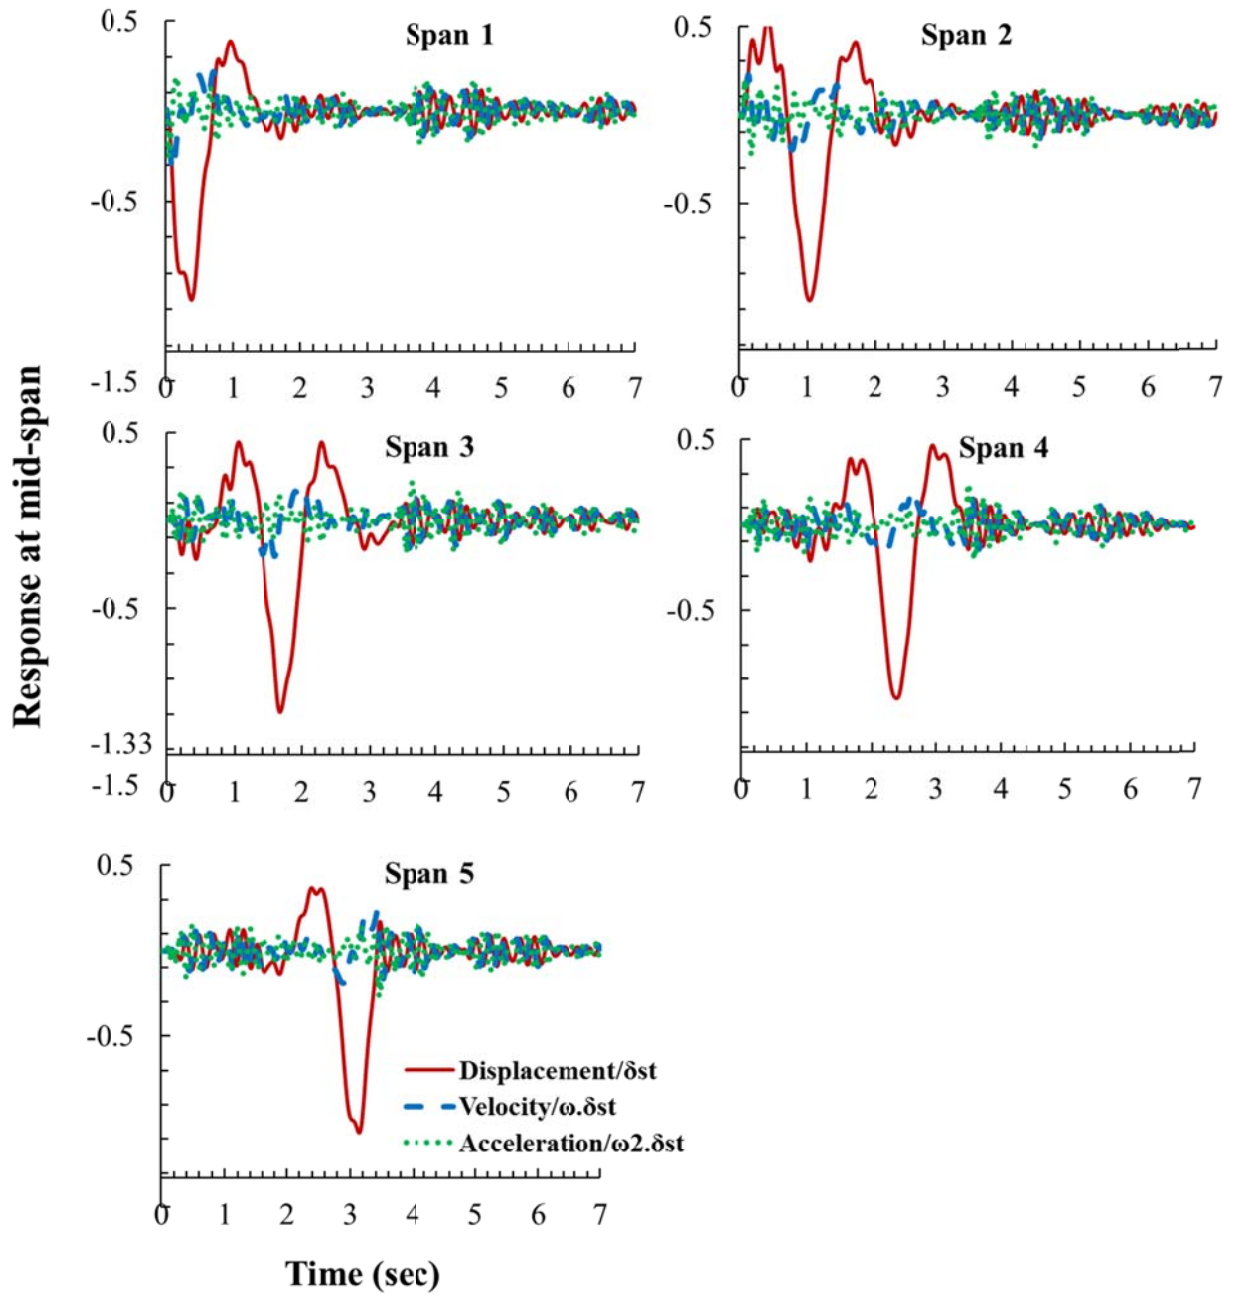 Response at mid-span
Span 1
0.5
-0.5
-1.5
0 1 2 3 4 5 6 7
Span 2
0.5
-0.5
0 1 2 3 4 5 6 7
Span 3
0.5
-0.5
-1.33
-1.5
0 1 2 3 4 5 6 7
Span 4
0.5
-0.5
0 1 2 3 4 5 6 7
Span 5
0.5
-0.5
Displacement/δst
Velocity/ω.δst
Acceleration/ω2.δst
0 1 2 3 4 5 6 7
Time (sec)